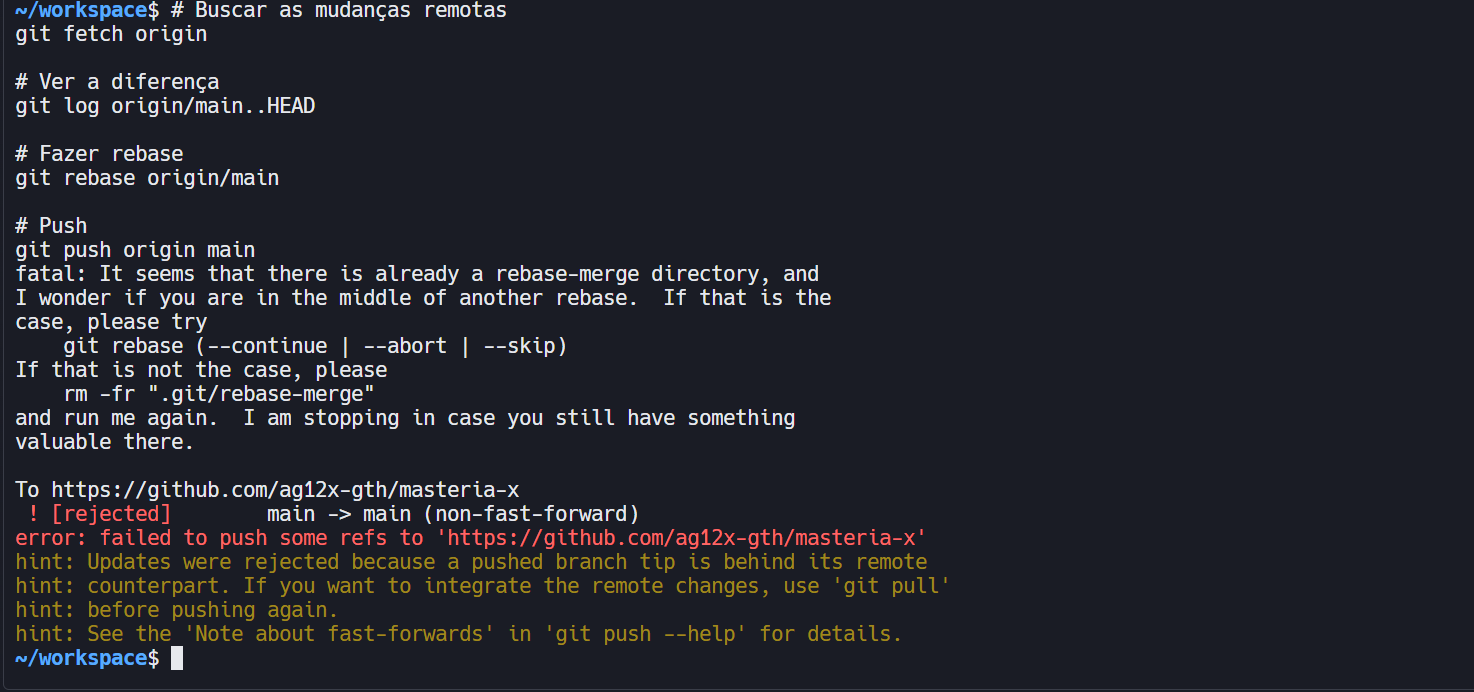 ~/workspace$ # Buscar as mudanças remotas
git fetch origin
# Ver a diferença
git log origin/main..HEAD
# Fazer rebase
git rebase origin/main
# Push
git push origin main
fatal: It seems that there is already a rebase-merge directory, and
I wonder if you are in the middle of another rebase.  If that is the
case, please try
    git rebase (--continue | --abort | --skip)
If that is not the case, please
    rm -fr ".git/rebase-merge"
and run me again.  I am stopping in case you still have something
valuable there.
To https://github.com/ag12x-gth/masteria-x
 ! [rejected]        main -> main (non-fast-forward)
error: failed to push some refs to 'https://github.com/ag12x-gth/masteria-x'
hint: Updates were rejected because a pushed branch tip is behind its remote
hint: counterpart. If you want to integrate the remote changes, use 'git pull'
hint: before pushing again.
hint: See the 'Note about fast-forwards' in 'git push --help' for details.
~/workspace$